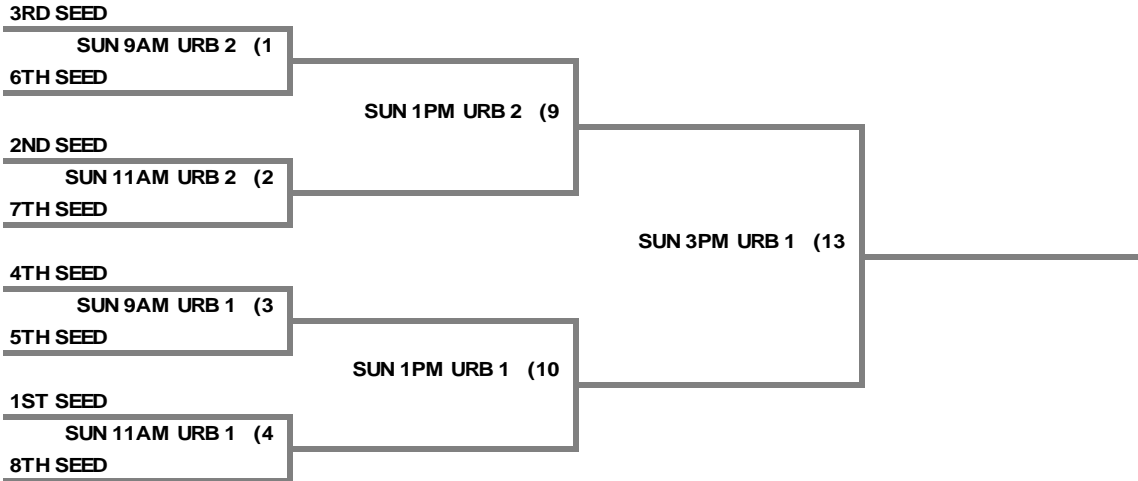 3RD SEED
SUN 9AM URB 2 (1
6TH SEED
SUN 1PM URB 2 (9
2ND SEED
SUN 11AM URB 2 (2
7TH SEED
SUN 3PM URB 1 (13
4TH SEED
SUN 9AM URB 1 (3
5TH SEED
SUN 1PM URB 1 (10
1ST SEED
SUN 11AM URB 1 (4
8TH SEED